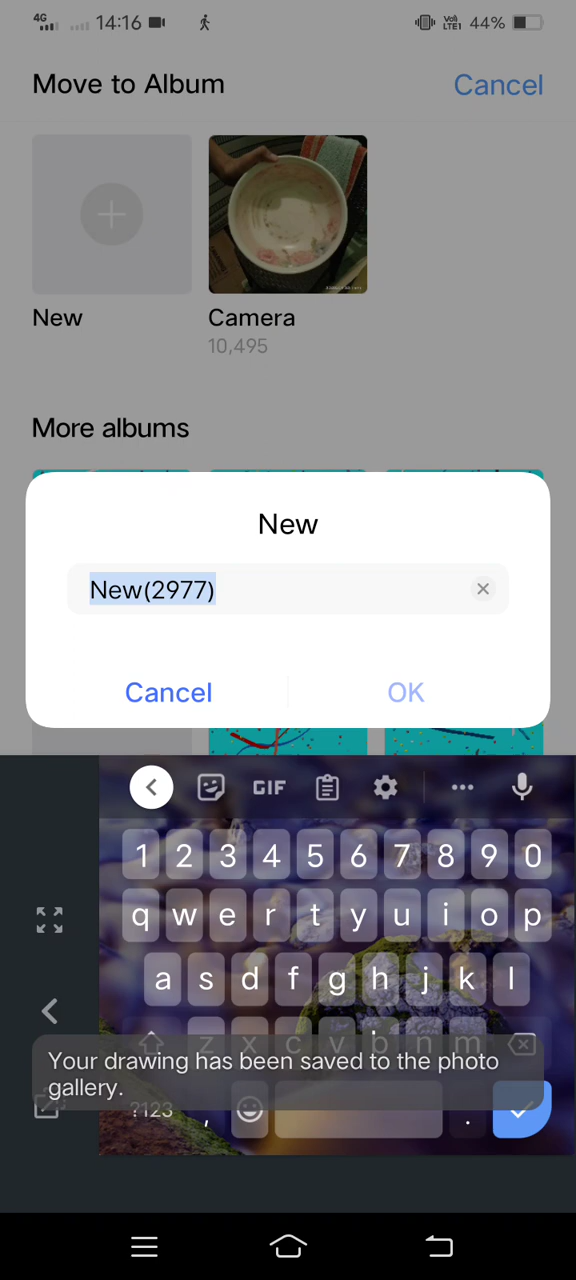 4G 14:16 VoLTE1 44%
Move to Album Cancel
New Camera
10,495
More albums
New
New(2977)
Cancel OK
GIF
1 2 3 4 5 6 7 8 9 0
q w e r t y u i o p
a s d f g h j k l
z x c v b n m
Your drawing has been saved to the photo
gallery.
?123 , .